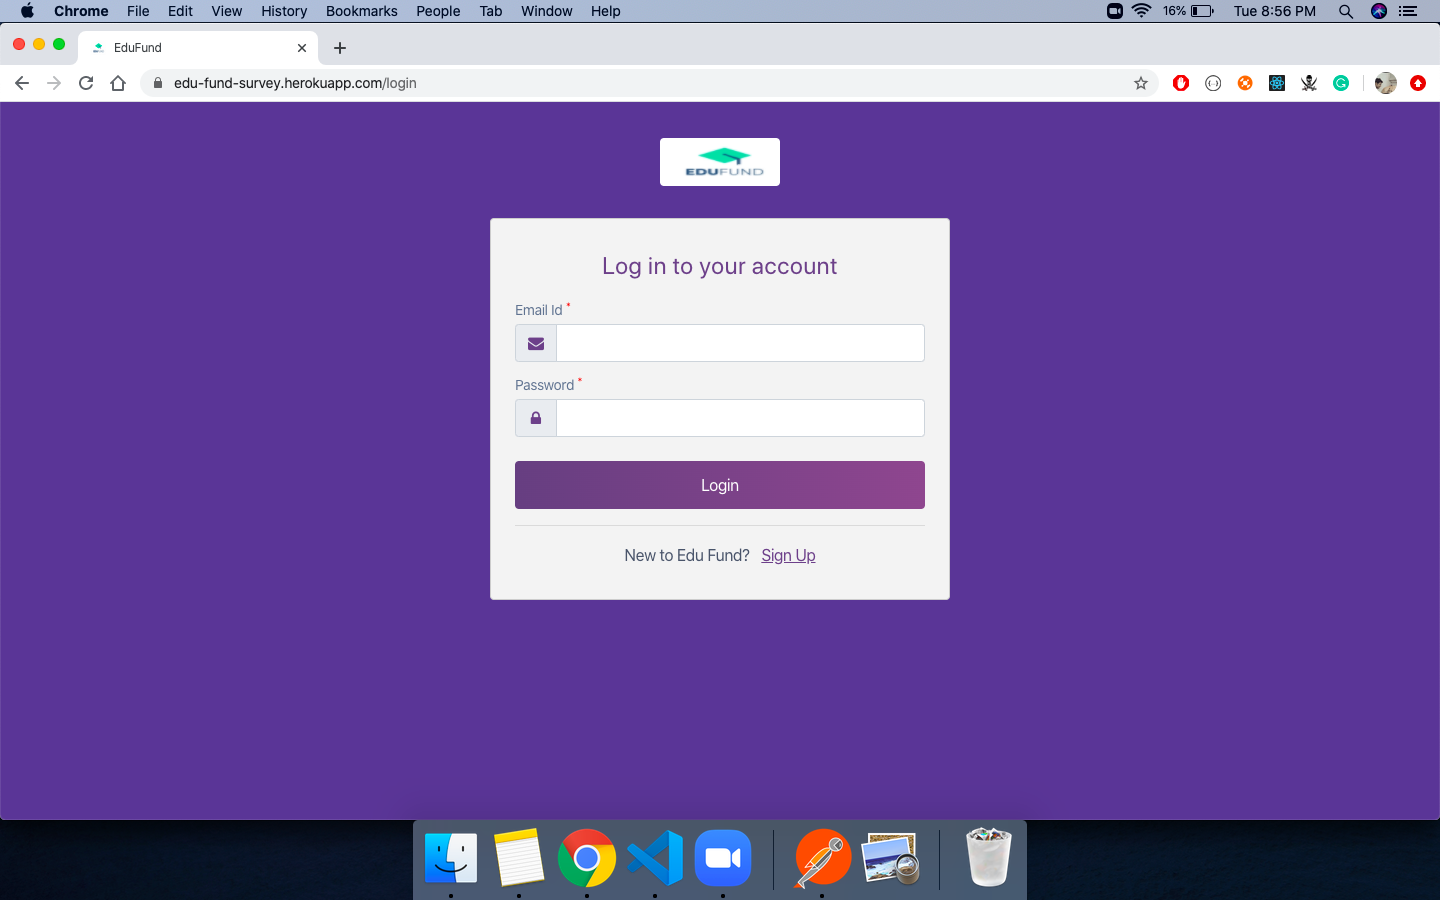 Chrome File Edit View History Bookmarks People Tab Window Help 16% Tue 8:56 PM
EduFund
edu-fund-survey.herokuapp.com/login
EDUFUND
Log in to your account
Email Id *
Password *
Login
New to Edu Fund? Sign Up